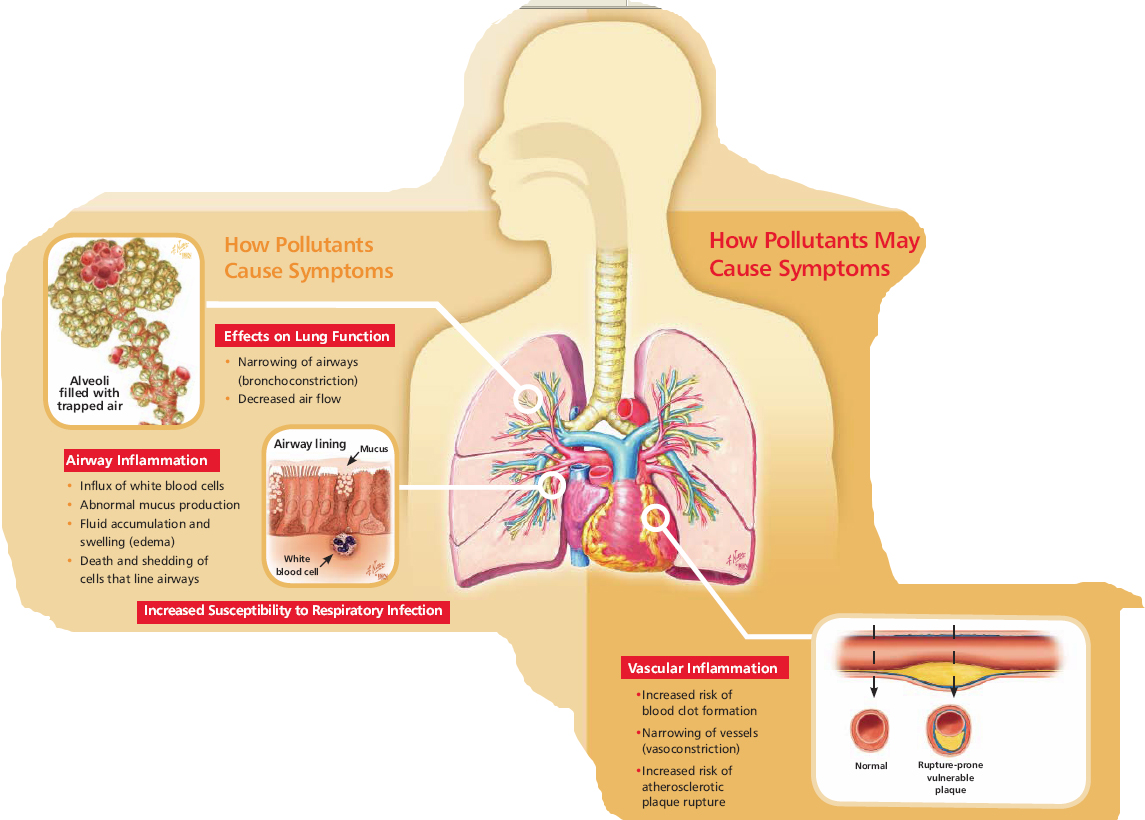 How Pollutants
Cause Symptoms
Effects on Lung Function
• Narrowing of airways
(bronchoconstriction)
• Decreased air flow
Alveoli
filled with
trapped air
Airway Inflammation
• Influx of white blood cells
• Abnormal mucus production
• Fluid accumulation and
swelling (edema)
• Death and shedding of
cells that line airways
Airway lining
Mucus
White
blood cell
Increased Susceptibility to Respiratory Infection
How Pollutants May
Cause Symptoms
Vascular Inflammation
•Increased risk of
blood clot formation
•Narrowing of vessels
(vasoconstriction)
•Increased risk of
atherosclerotic
plaque rupture
Normal
Rupture-prone
vulnerable
plaque